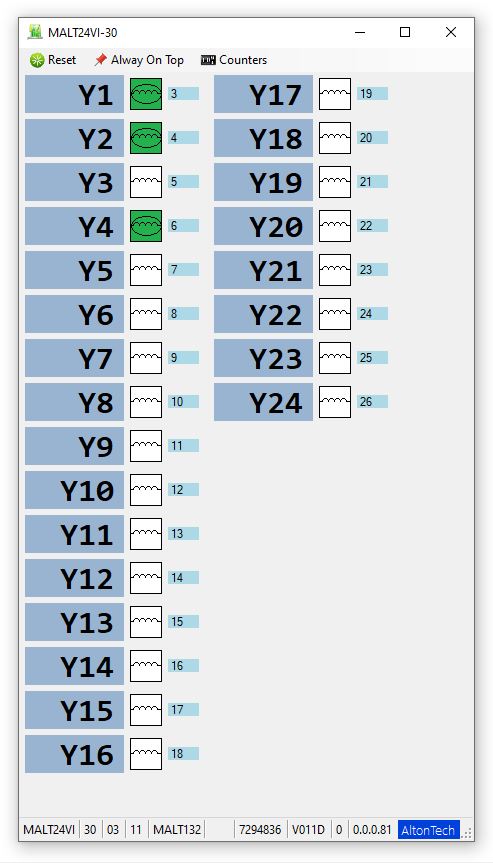 MALT24VI-30
Reset Alway On Top Counters
Y1 3 Y17 19
Y2 4 Y18 20
Y3 5 Y19 21
Y4 6 Y20 22
Y5 7 Y21 23
Y6 8 Y22 24
Y7 9 Y23 25
Y8 10 Y24 26
Y9 11
Y10 12
Y11 13
Y12 14
Y13 15
Y14 16
Y15 17
Y16 18
MALT24VI 30 03 11 MALT132 7294836 V011D 0 0.0.0.81 AltonTech